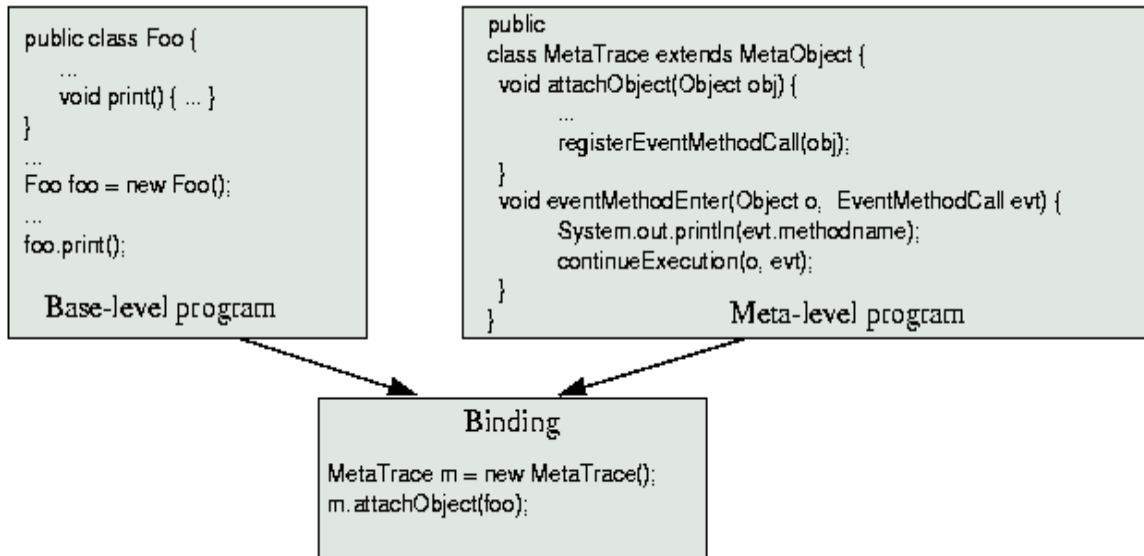 public class Foo {
...
void print() { ... }
}
...
Foo foo = new Foo();
...
foo.print();
Base-level program
public
class MetaTrace extends MetaObject {
void attachObject(Object obj) {
...
registerEventMethodCall(obj);
}
void eventMethodEnter(Object o, EventMethodCall evt) {
System.out.println(evt.methodname);
continueExecution(o, evt);
}
}
Meta-level program
Binding
MetaTrace m = new MetaTrace();
m.attachObject(foo);